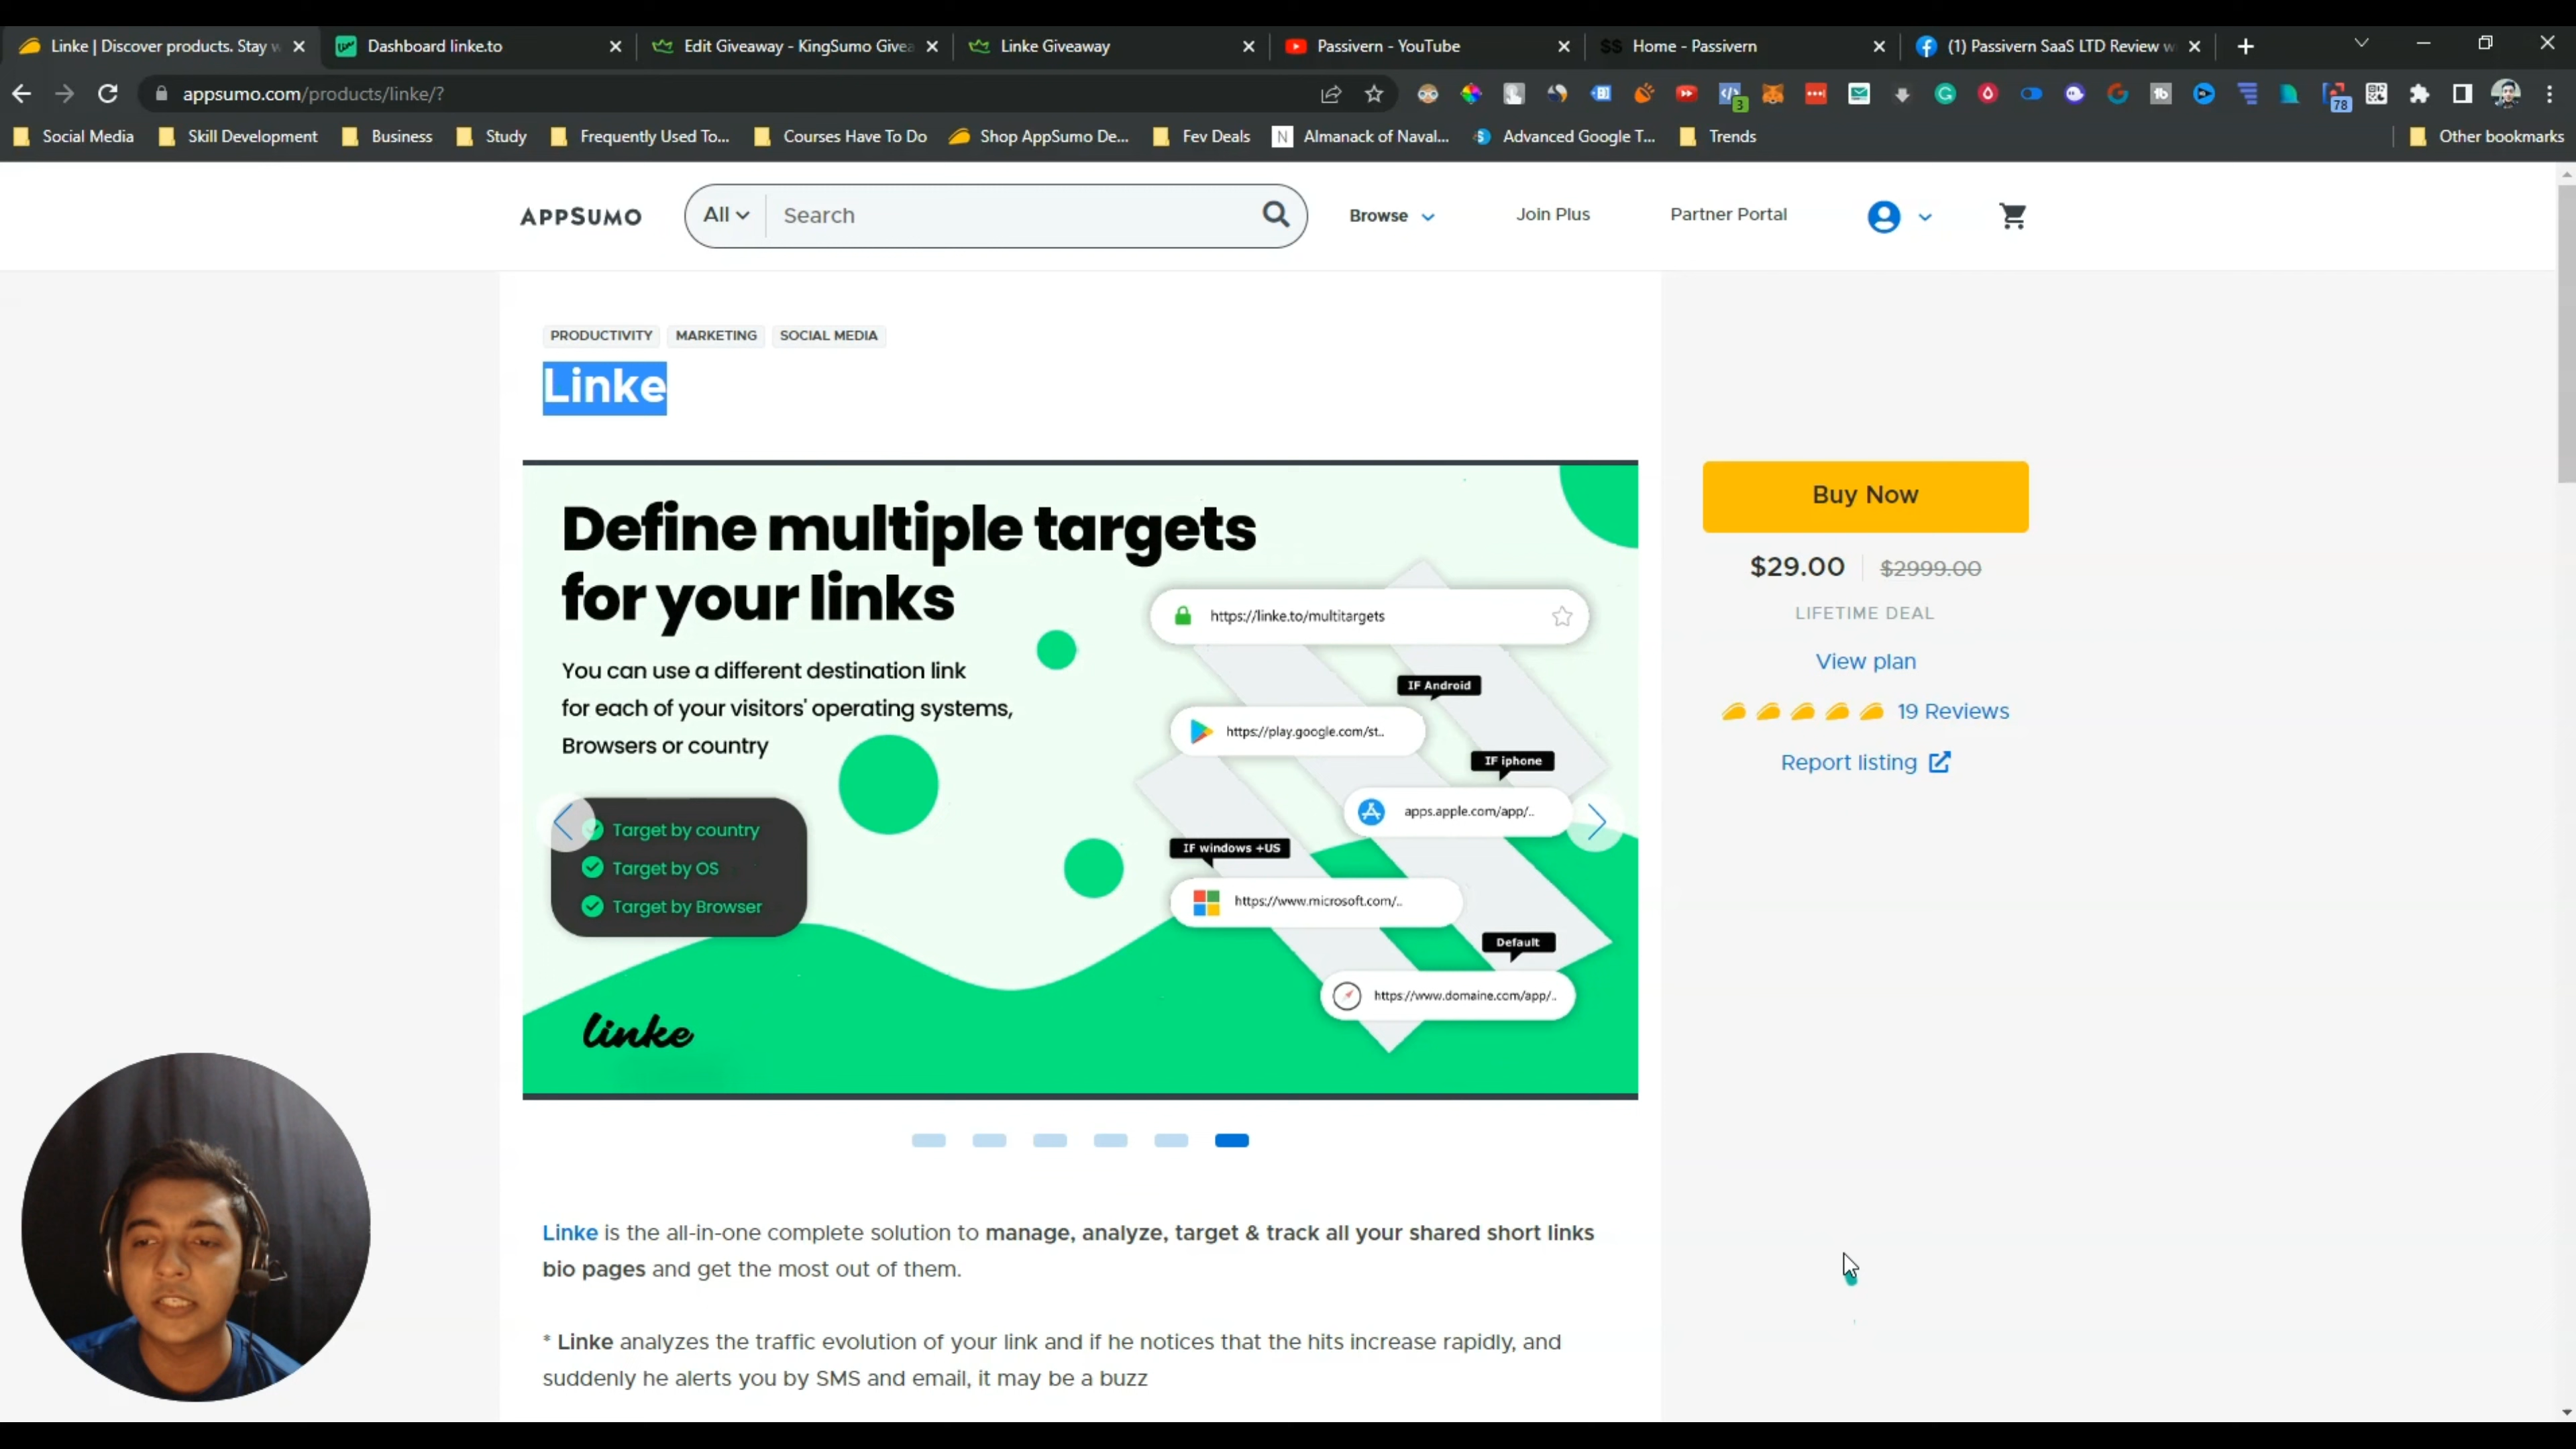 Linke | Discover products. Stay w
Dashboard linke.to
Edit Giveaway - KingSumo Givea
Linke Giveaway
Passivern - YouTube
$$ Home - Passivern
(1) Passivern SaaS LTD Review w
appsumo.com/products/linke/?
3
78
Social Media
Skill Development
Business
Study
Frequently Used To...
Courses Have To Do
Shop AppSumo De...
Fev Deals
N Almanack of Naval...
Advanced Google T...
Trends
Other bookmarks
APPSUMO
All
Search
Browse
Join Plus
Partner Portal
PRODUCTIVITY
MARKETING
SOCIAL MEDIA
Linke
Define multiple targets
for your links
You can use a different destination link
for each of your visitors' operating systems,
Browsers or country
Target by country
Target by OS
Target by Browser
linke
https://linke.to/multitargets
IF Android
https://play.google.com/st..
IF iphone
apps.apple.com/app/..
IF windows +US
https://www.microsoft.com/..
Default
https://www.domaine.com/app/..
Buy Now
$29.00
$2999.00
LIFETIME DEAL
View plan
19 Reviews
Report listing
Linke is the all-in-one complete solution to manage, analyze, target & track all your shared short links
bio pages and get the most out of them.
* Linke analyzes the traffic evolution of your link and if he notices that the hits increase rapidly, and
suddenly he alerts you by SMS and email, it may be a buzz